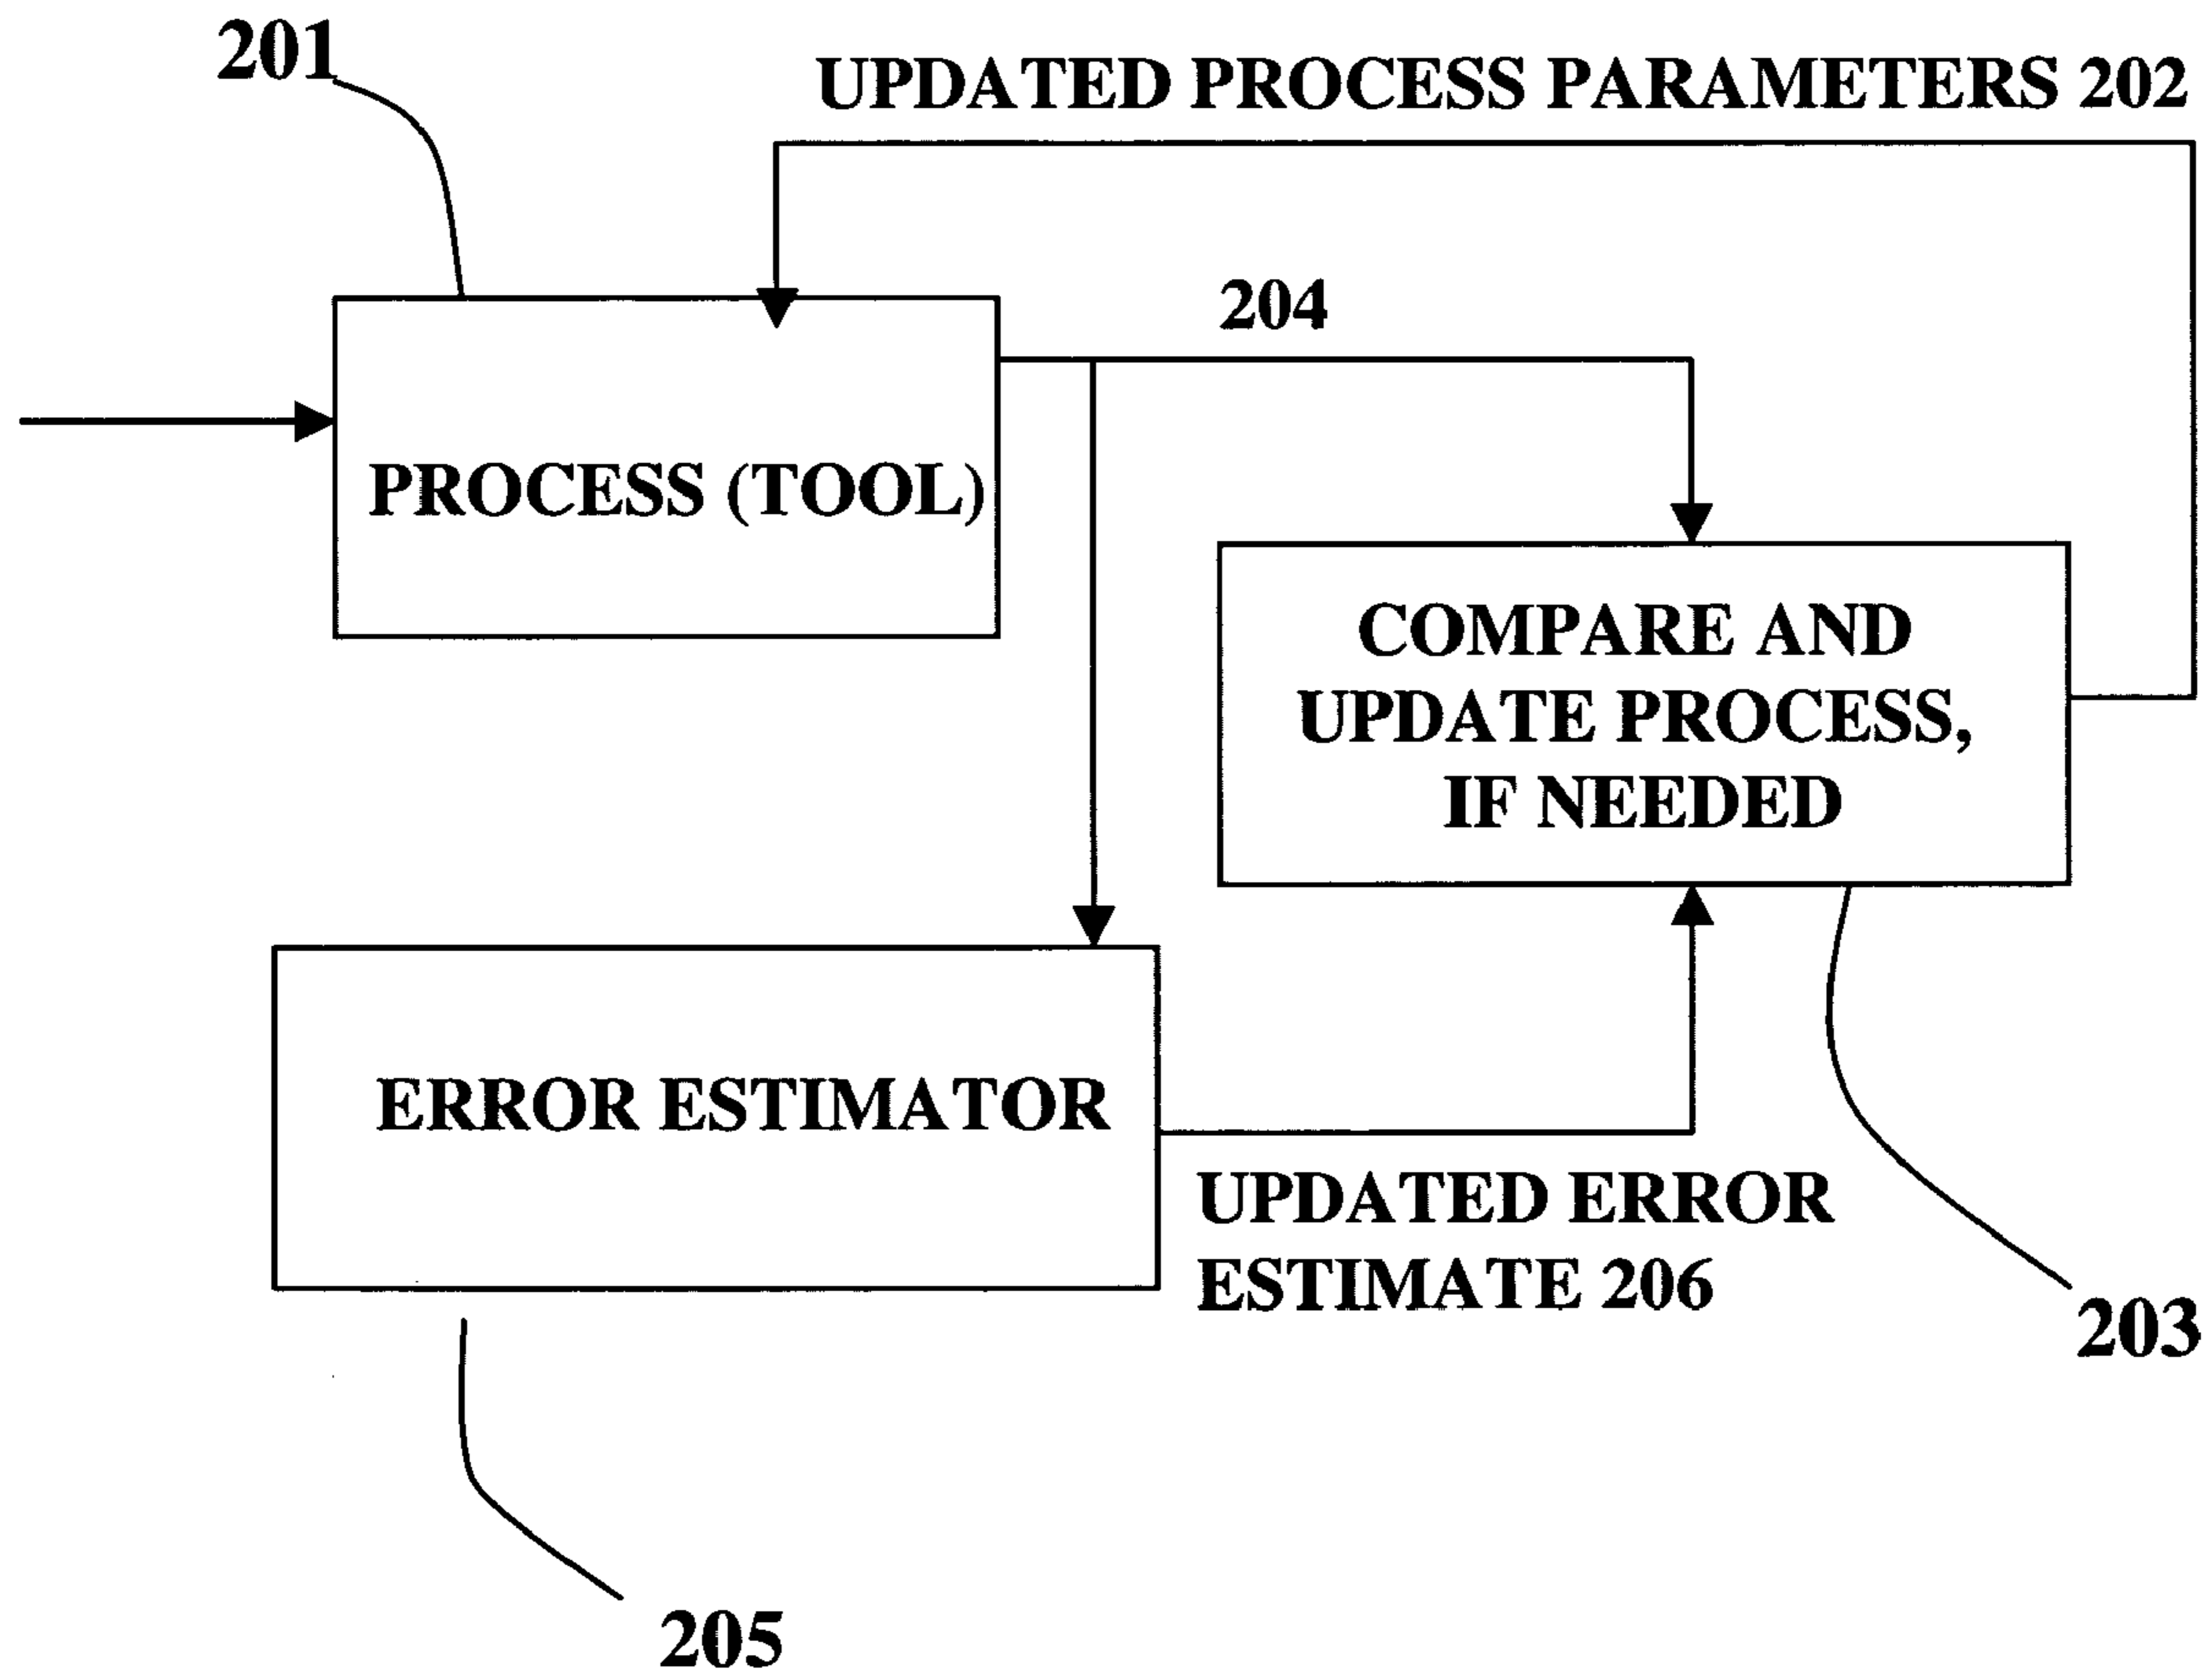 201
UPDATED PROCESS PARAMETERS 202
204
PROCESS (TOOL)
COMPARE AND
UPDATE PROCESS,
IF NEEDED
ERROR ESTIMATOR
UPDATED ERROR
ESTIMATE 206
203
205